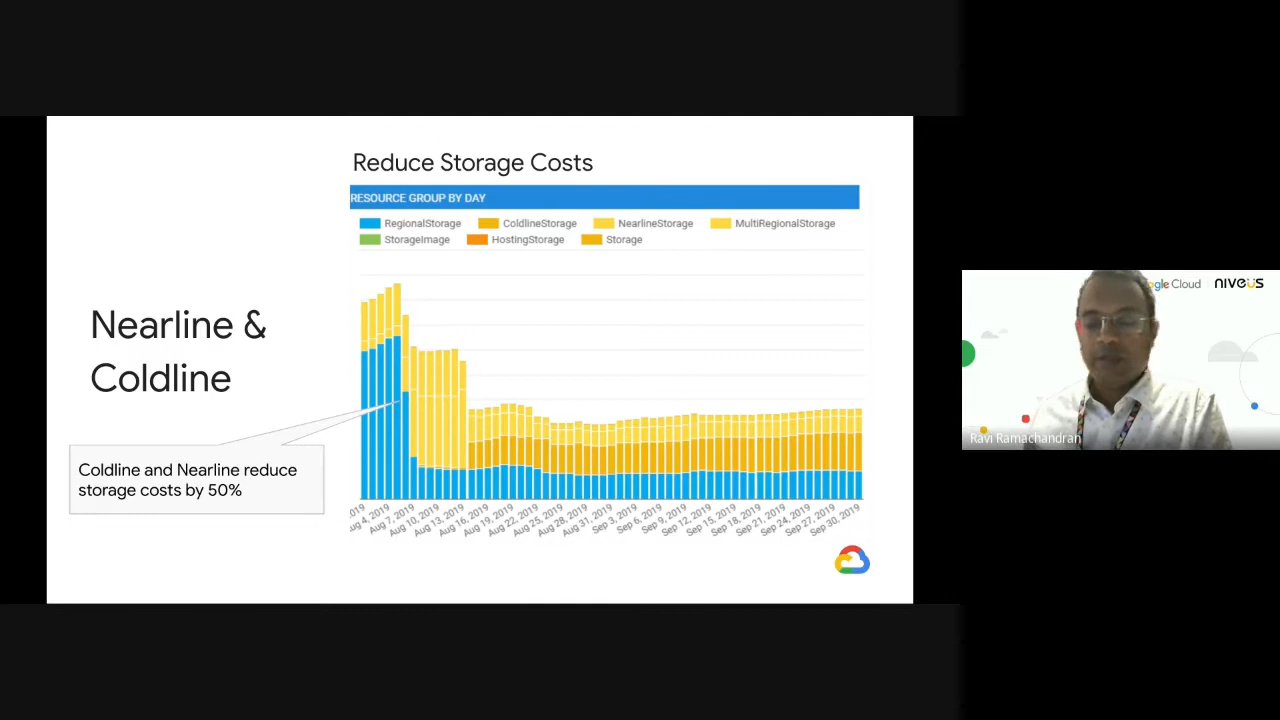 Reduce Storage Costs
RESOURCE GROUP BY DAY
RegionalStorage ColdlineStorage NearlineStorage MultiRegionalStorage
StorageImage HostingStorage Storage
Nearline &
Coldline
Coldline and Nearline reduce
storage costs by 50%
2019 Aug 4, 2019 Aug 7, 2019 Aug 10, 2019 Aug 13, 2019 Aug 16, 2019 Aug 19, 2019 Aug 22, 2019 Aug 25, 2019 Aug 28, 2019 Aug 31, 2019 Sep 3, 2019 Sep 6, 2019 Sep 9, 2019 Sep 12, 2019 Sep 15, 2019 Sep 18, 2019 Sep 21, 2019 Sep 24, 2019 Sep 27, 2019 Sep 30, 2019
ogle Cloud niveus
Ravi Ramachandran